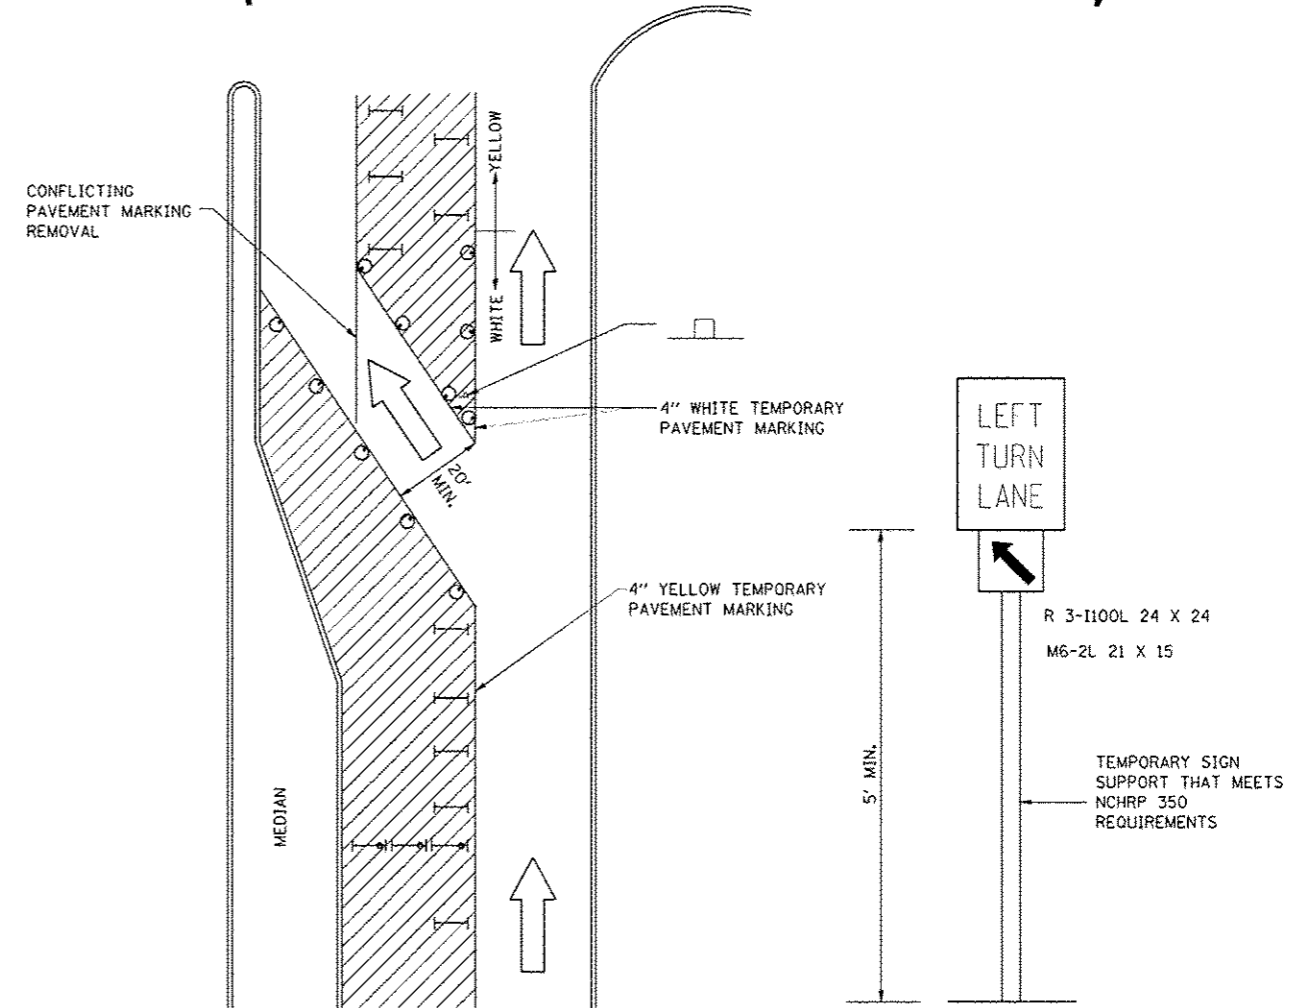 YELLOW
CONFLICTING
PAVEMENT MARKING
REMOVAL
WHITE
4'' WHITE TEMPORARY
PAVEMENT MARKING
20'
MIN.
4'' YELLOW TEMPORARY
PAVEMENT MARKING
MEDIAN
LEFT
TURN
LANE
R 3-I100L 24 X 24
M6-2L 21 X 15
5' MIN.
TEMPORARY SIGN
SUPPORT THAT MEETS
NCHRP 350
REQUIREMENTS